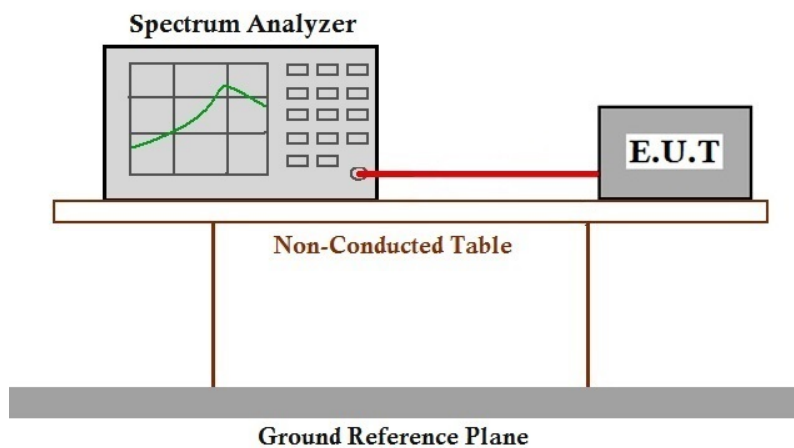 Spectrum Analyzer
E.U.T
Non-Conducted Table
Ground Reference Plane